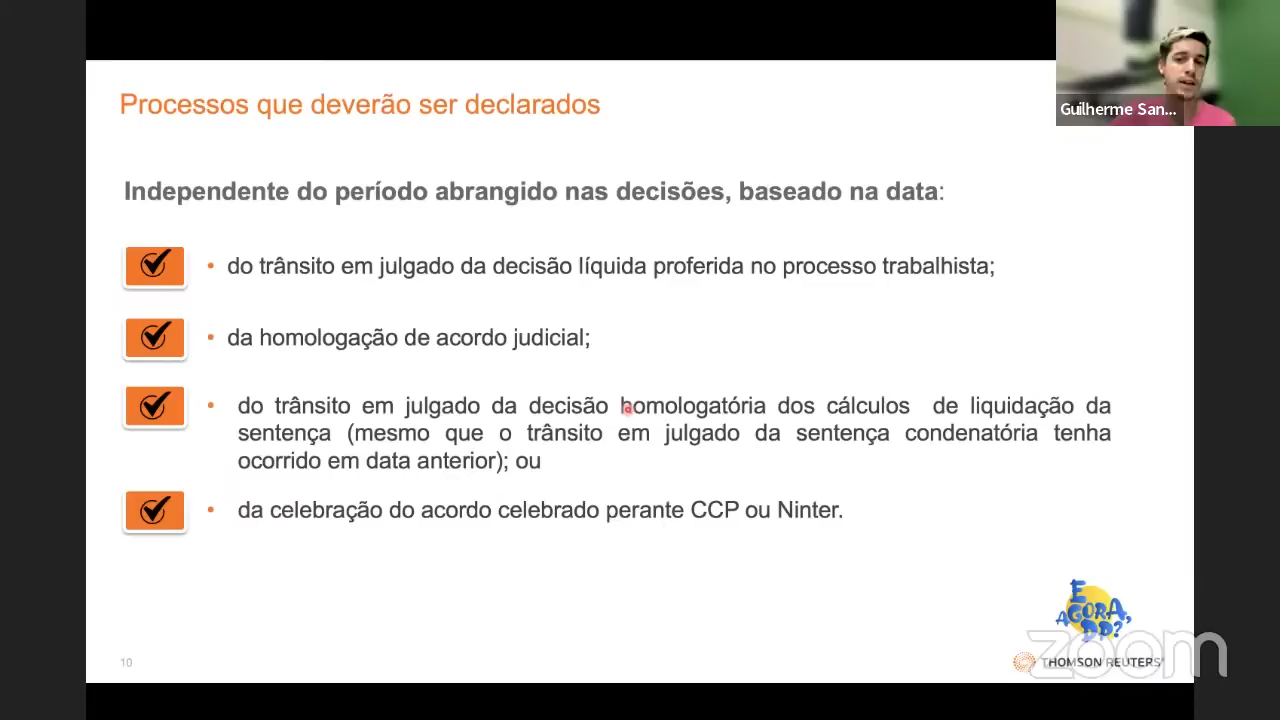 Processos que deverão ser declarados
Guilherme San...
Independente do período abrangido nas decisões, baseado na data:
• do trânsito em julgado da decisão líquida proferida no processo trabalhista;
• da homologação de acordo judicial;
• do trânsito em julgado da decisão homologatória dos cálculos de liquidação da
sentença (mesmo que o trânsito em julgado da sentença condenatória tenha
ocorrido em data anterior); ou
• da celebração do acordo celebrado perante CCP ou Ninter.
E
AGORA,
DP?
zoom
10
THOMSON REUTERS